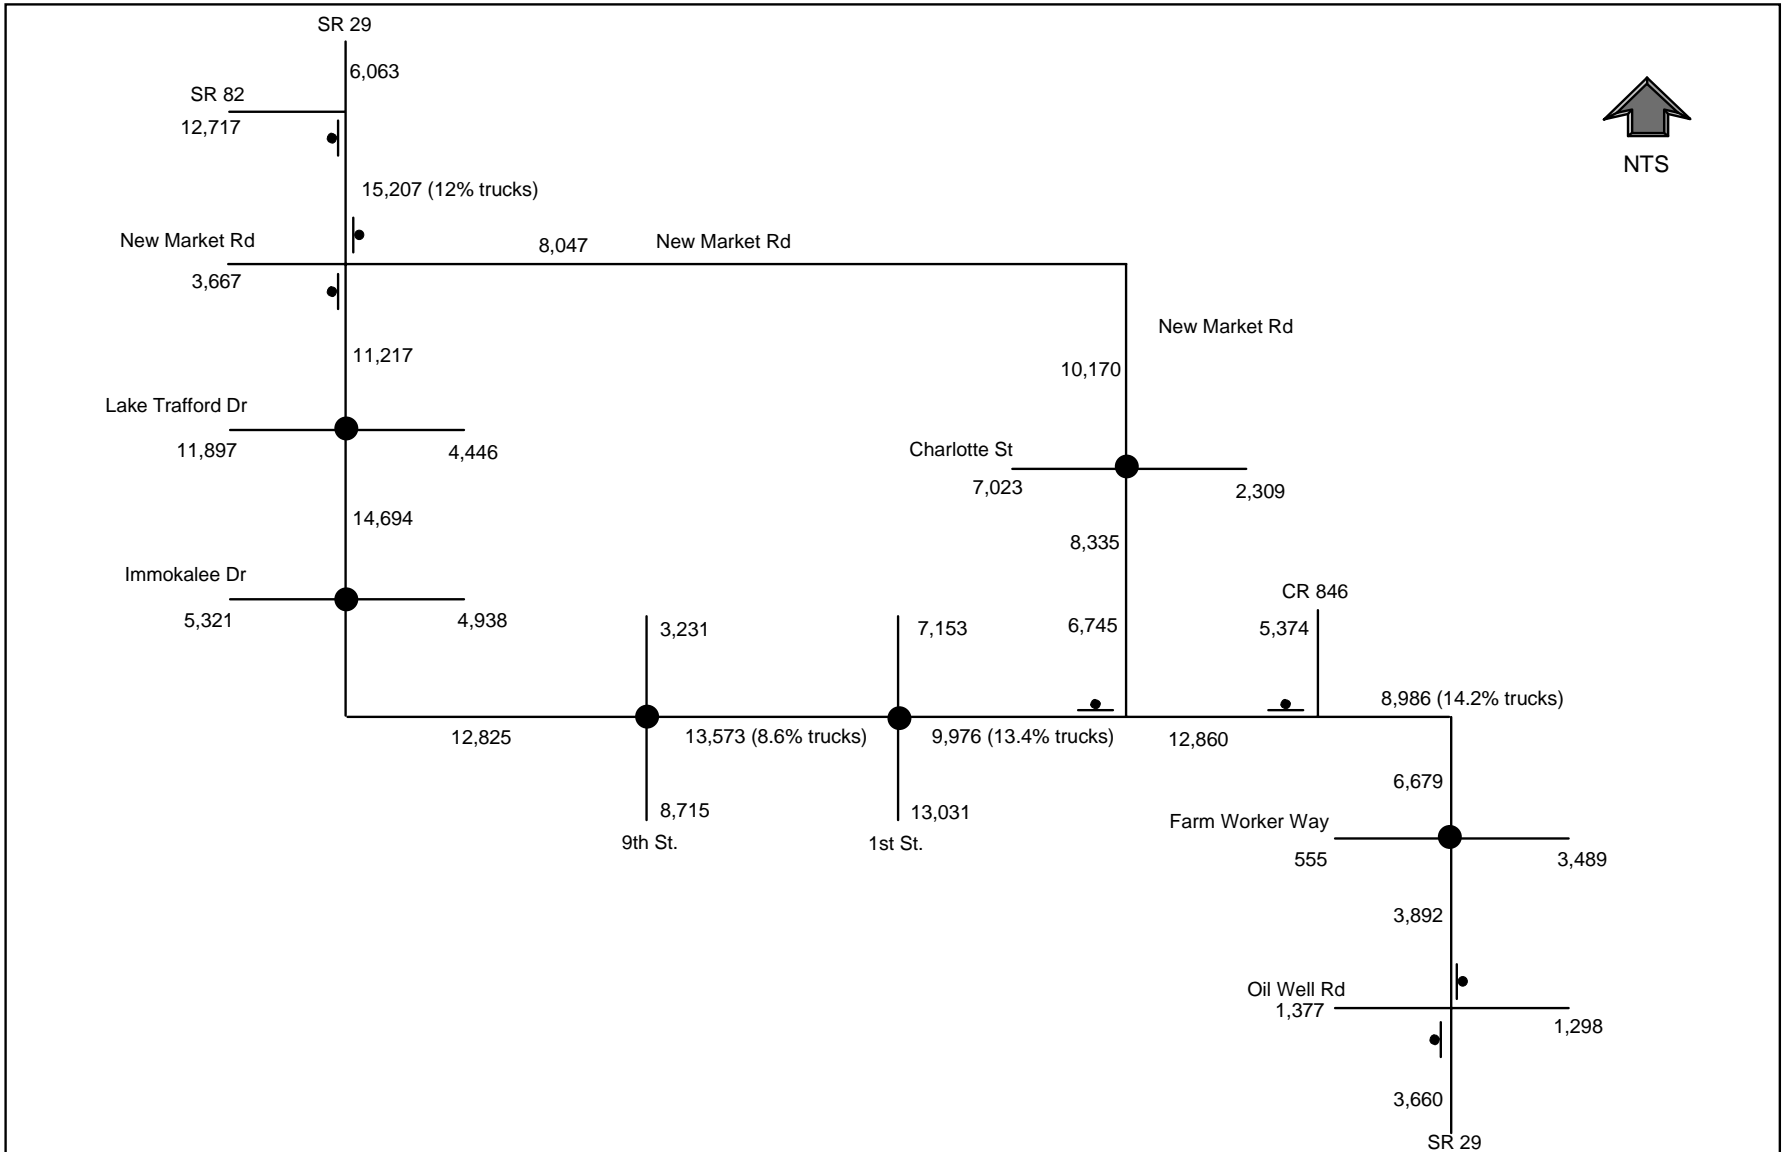 SR 29
6,063
SR 82
12,717
NTS
15,207 (12% trucks)
New Market Rd
8,047
New Market Rd
3,667
New Market Rd
11,217
10,170
Lake Trafford Dr
11,897
4,446
Charlotte St
7,023
2,309
14,694
8,335
Immokalee Dr
5,321
4,938
CR 846
3,231
7,153
6,745
5,374
8,986 (14.2% trucks)
12,825
13,573 (8.6% trucks)
9,976 (13.4% trucks)
12,860
6,679
8,715
13,031
Farm Worker Way
9th St.
1st St.
555
3,489
3,892
Oil Well Rd
1,377
1,298
3,660
SR 29